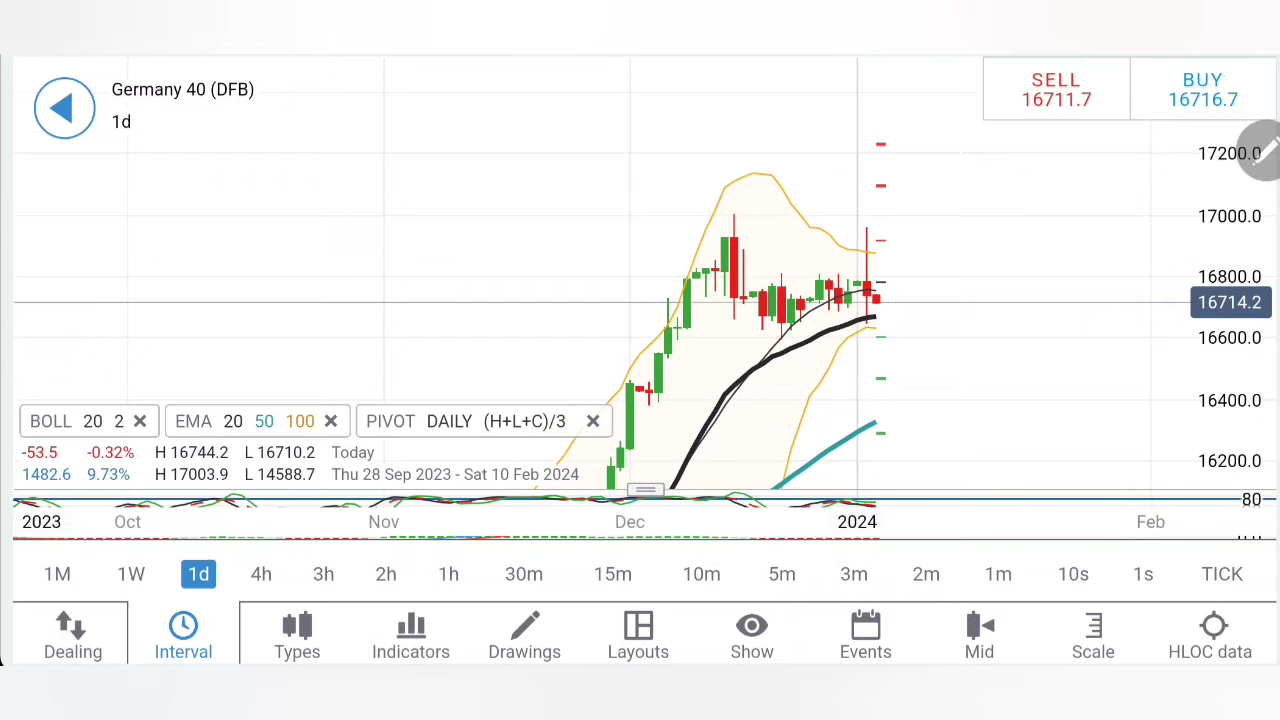 Germany 40 (DFB)
1d
SELL
16711.7
BUY
16716.7
17200.0
17000.0
16800.0
16714.2
16600.0
16400.0
16200.0
BOLL 20 2
EMA 20 50 100
PIVOT DAILY (H+L+C)/3
-53.5 -0.32% H 16744.2 L 16710.2 Today
1482.6 9.73% H 17003.9 L 14588.7 Thu 28 Sep 2023 - Sat 10 Feb 2024
80
2023 Oct Nov Dec 2024 Feb
1M 1W 1d 4h 3h 2h 1h 30m 15m 10m 5m 3m 2m 1m 10s 1s TICK
Dealing Interval Types Indicators Drawings Layouts Show Events Mid Scale HLOC data